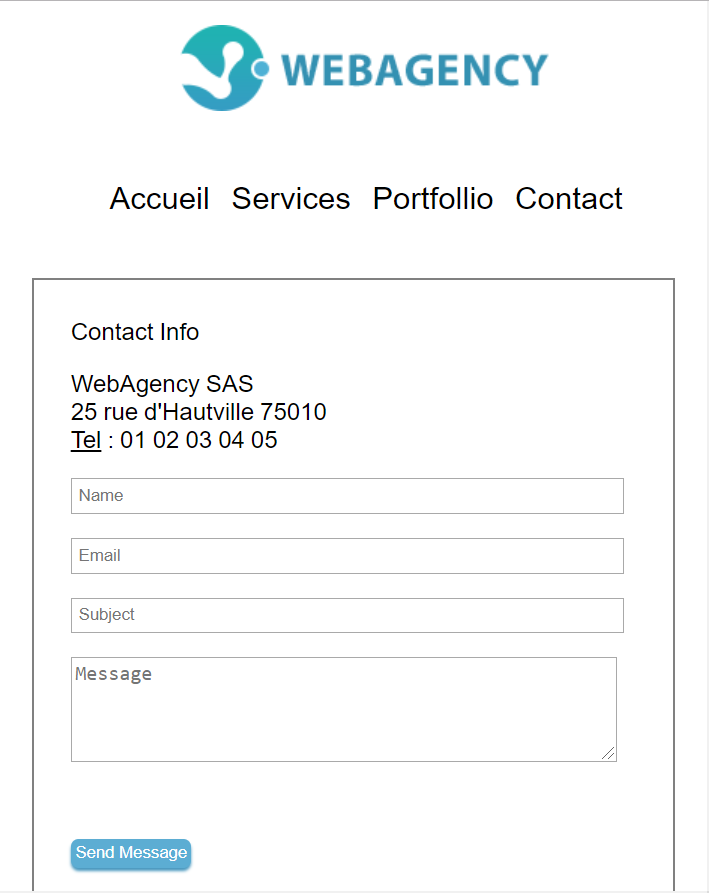 WEBAGENCY
Accueil Services Portfollio Contact
Contact Info
WebAgency SAS
25 rue d'Hautville 75010
Tel : 01 02 03 04 05
Name
Email
Subject
Message
Send Message